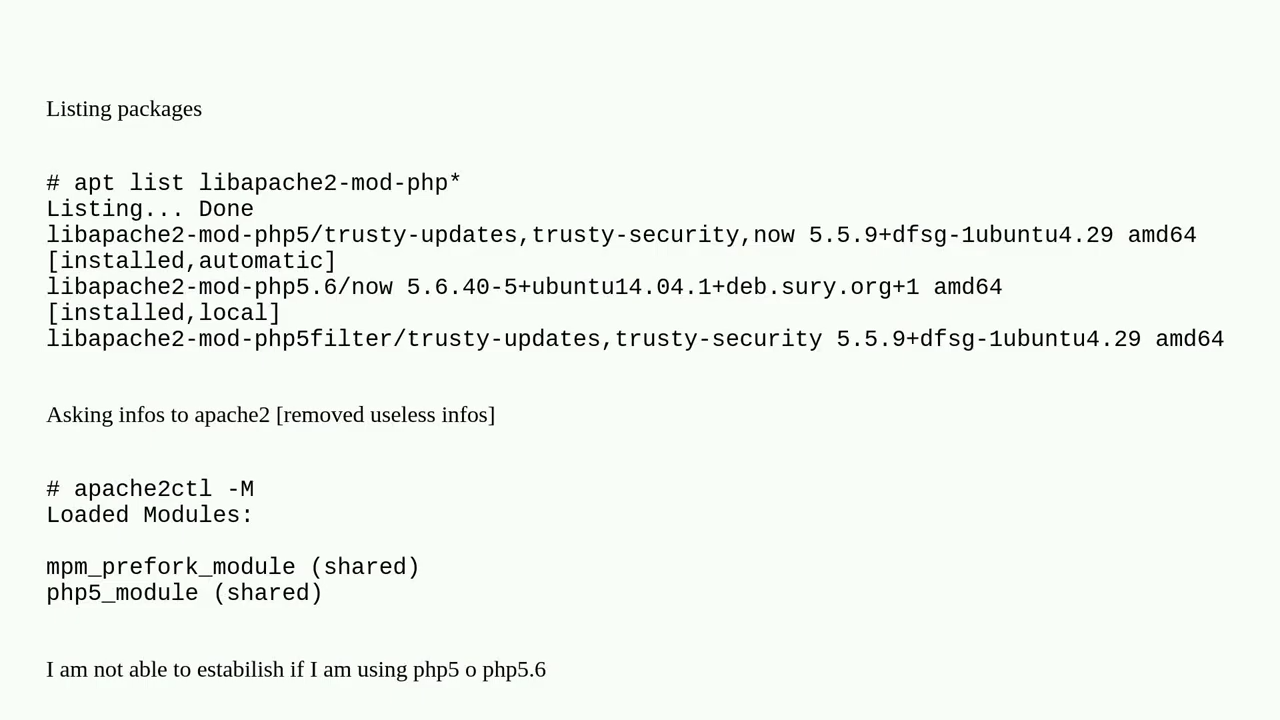 Listing packages
# apt list libapache2-mod-php*
Listing... Done
libapache2-mod-php5/trusty-updates,trusty-security,now 5.5.9+dfsg-1ubuntu4.29 amd64
[installed,automatic]
libapache2-mod-php5.6/now 5.6.40-5+ubuntu14.04.1+deb.sury.org+1 amd64
[installed,local]
libapache2-mod-php5filter/trusty-updates,trusty-security 5.5.9+dfsg-1ubuntu4.29 amd64
Asking infos to apache2 [removed useless infos]
# apache2ctl -M
Loaded Modules:
mpm_prefork_module (shared)
php5_module (shared)
I am not able to estabilish if I am using php5 o php5.6